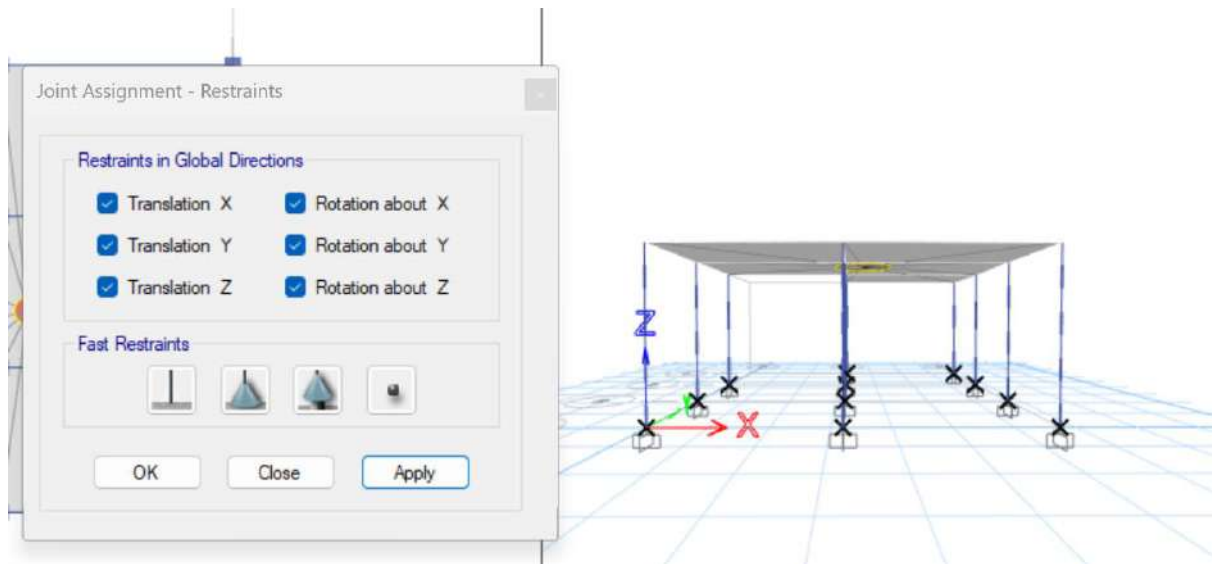 Joint Assignment - Restraints
Restraints in Global Directions
Translation X
Rotation about X
Translation Y
Rotation about Y
Translation Z
Rotation about Z
Fast Restraints
OK
Close
Apply
Z
Y
X